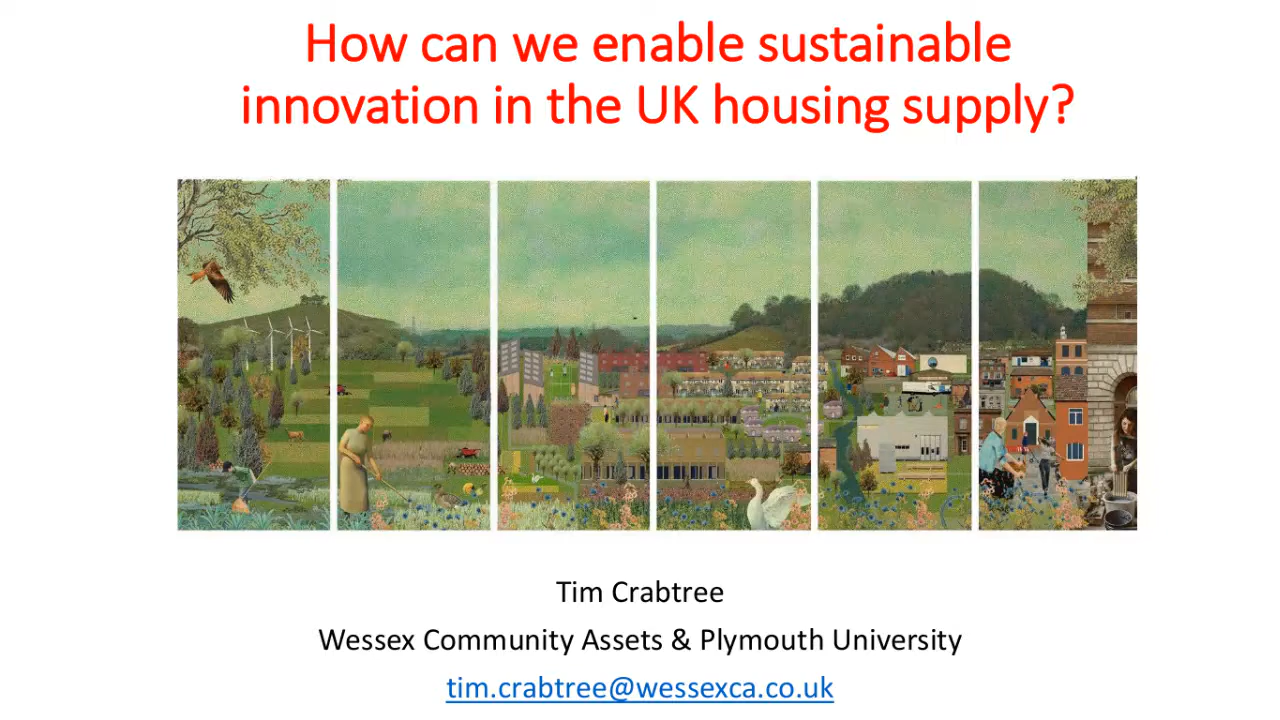 How can we enable sustainable
innovation in the UK housing supply?
Tim Crabtree
Wessex Community Assets & Plymouth University
tim.crabtree@wessexca.co.uk